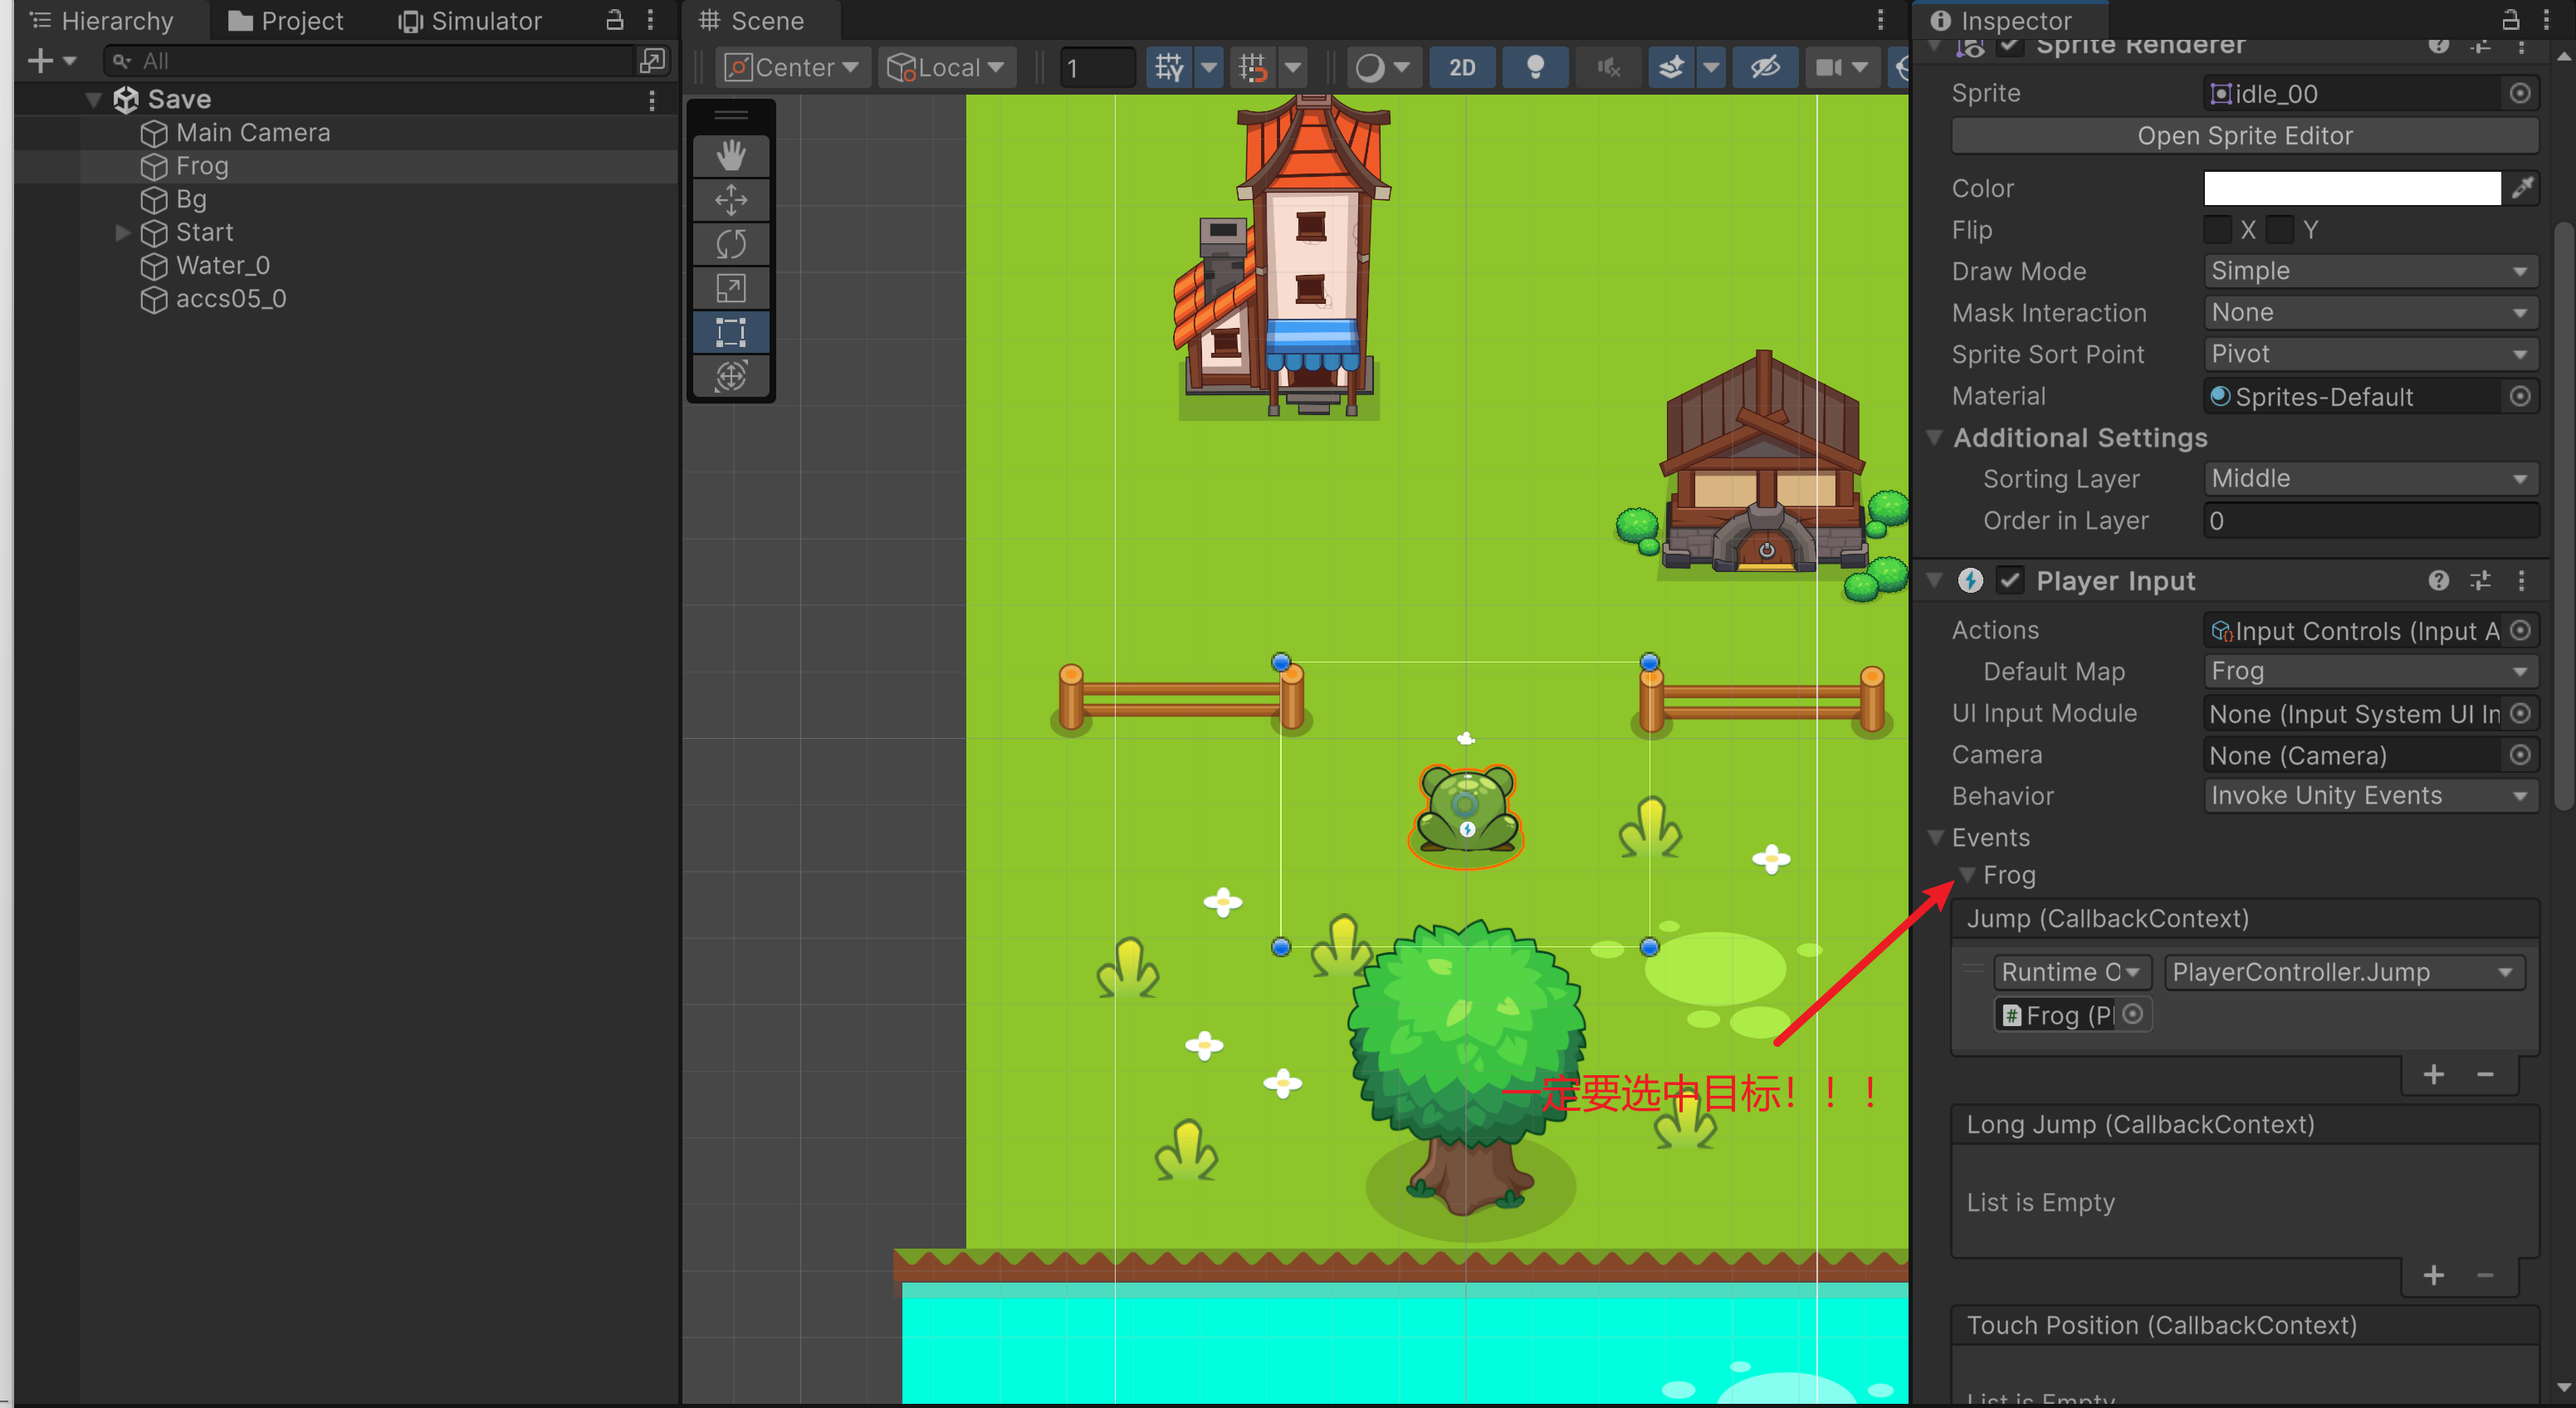 Hierarchy
Project
Simulator
All
Save
Main Camera
Frog
Bg
Start
Water_0
accs05_0
Scene
Center
Local
1
2D
一定要选中目标！！！
Inspector
Sprite Renderer
Sprite
idle_00
Open Sprite Editor
Color
Flip
X
Y
Draw Mode
Simple
Mask Interaction
None
Sprite Sort Point
Pivot
Material
Sprites-Default
Additional Settings
Sorting Layer
Middle
Order in Layer
0
Player Input
Actions
Input Controls (Input A
Default Map
Frog
UI Input Module
None (Input System UI In
Camera
None (Camera)
Behavior
Invoke Unity Events
Events
Frog
Jump (CallbackContext)
Runtime O
PlayerController.Jump
Frog (Pl
Long Jump (CallbackContext)
List is Empty
Touch Position (CallbackContext)
List is Empty